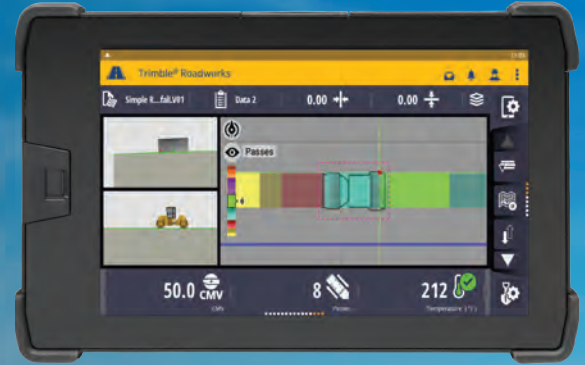 Trimble® Roadworks
Simple R...fall.V01 Data 2 0.00 0.00
Passes
50.0 CMV 8 212
CMV Passes Temperature (°F)